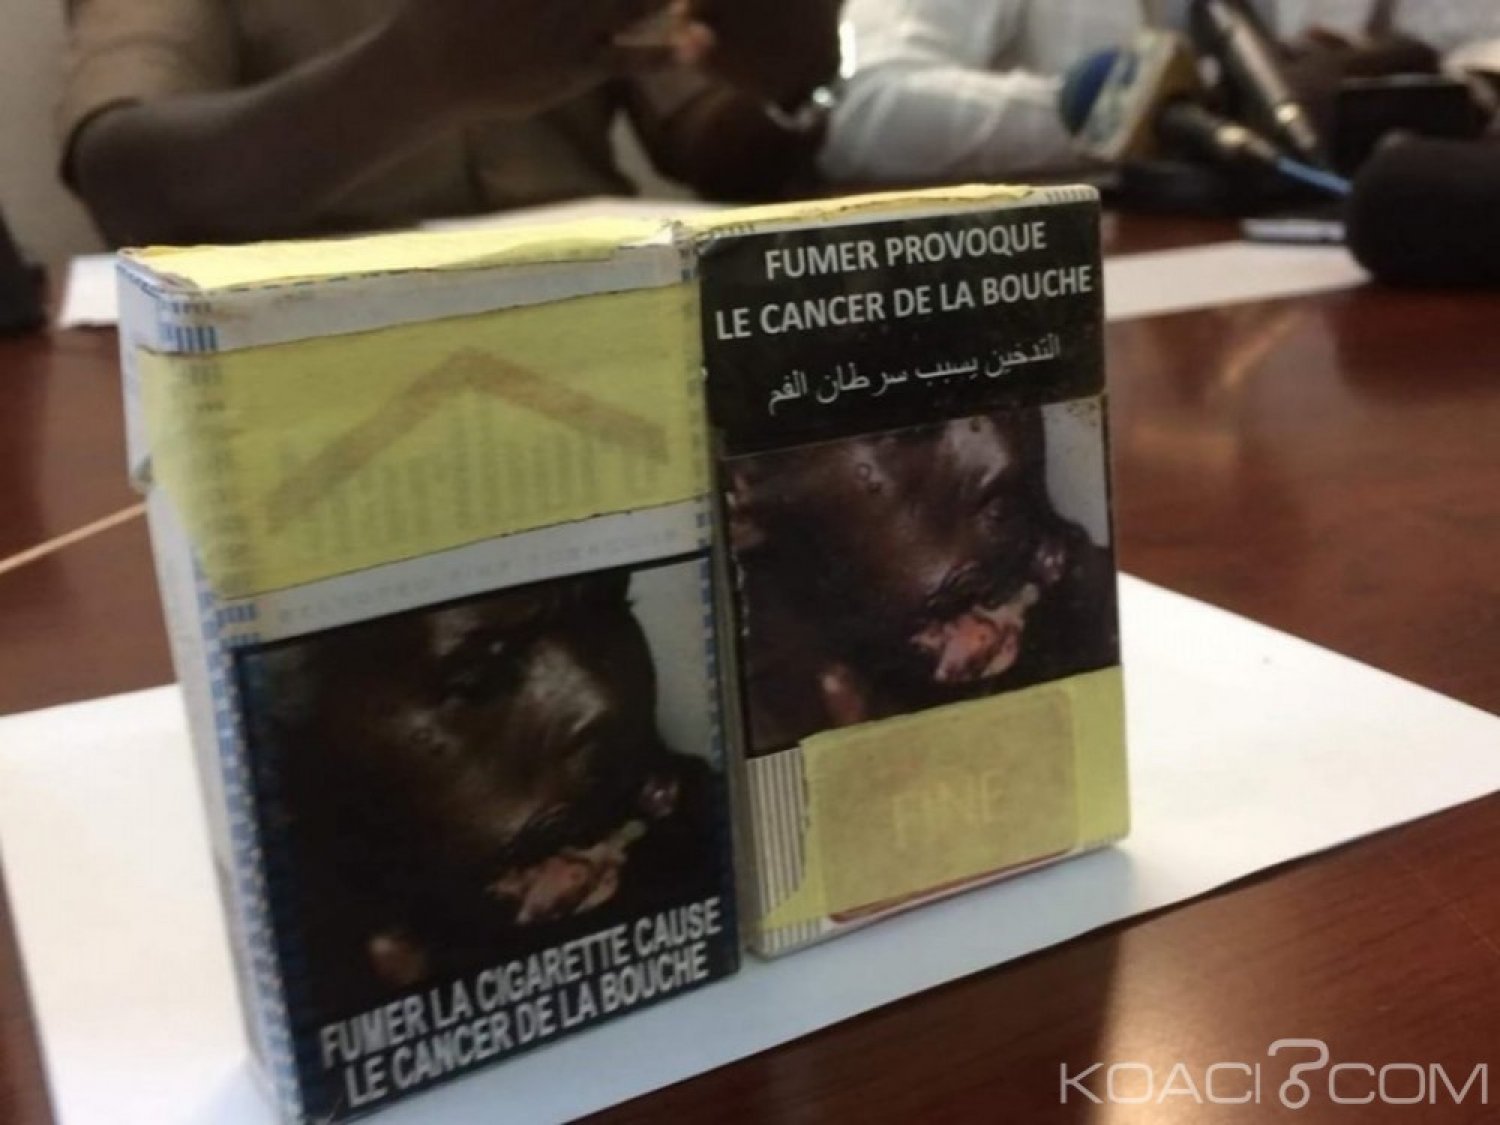 FUMER PROVOQUE
LE CANCER DE LA BOUCHE
التدخين يسبب سرطان الفم
FINE
FUMER LA CIGARETTE CAUSE
LE CANCER DE LA BOUCHE
KOACI COM